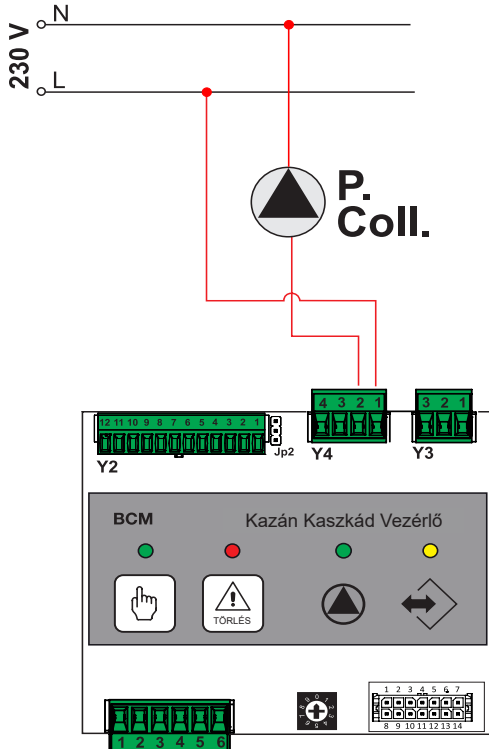 N
230 V
L
P.
Coll.
4 3 2 1
3 2 1
12 11 10 9 8 7 6 5 4 3 2 1
Jp2
Y2
Y4
Y3
BCM
Kazán Kaszkád Vezérlő
TÖRLÉS
1 2 3 4 5 6 7
8 9 10 11 12 13 14
1 2 3 4 5 6